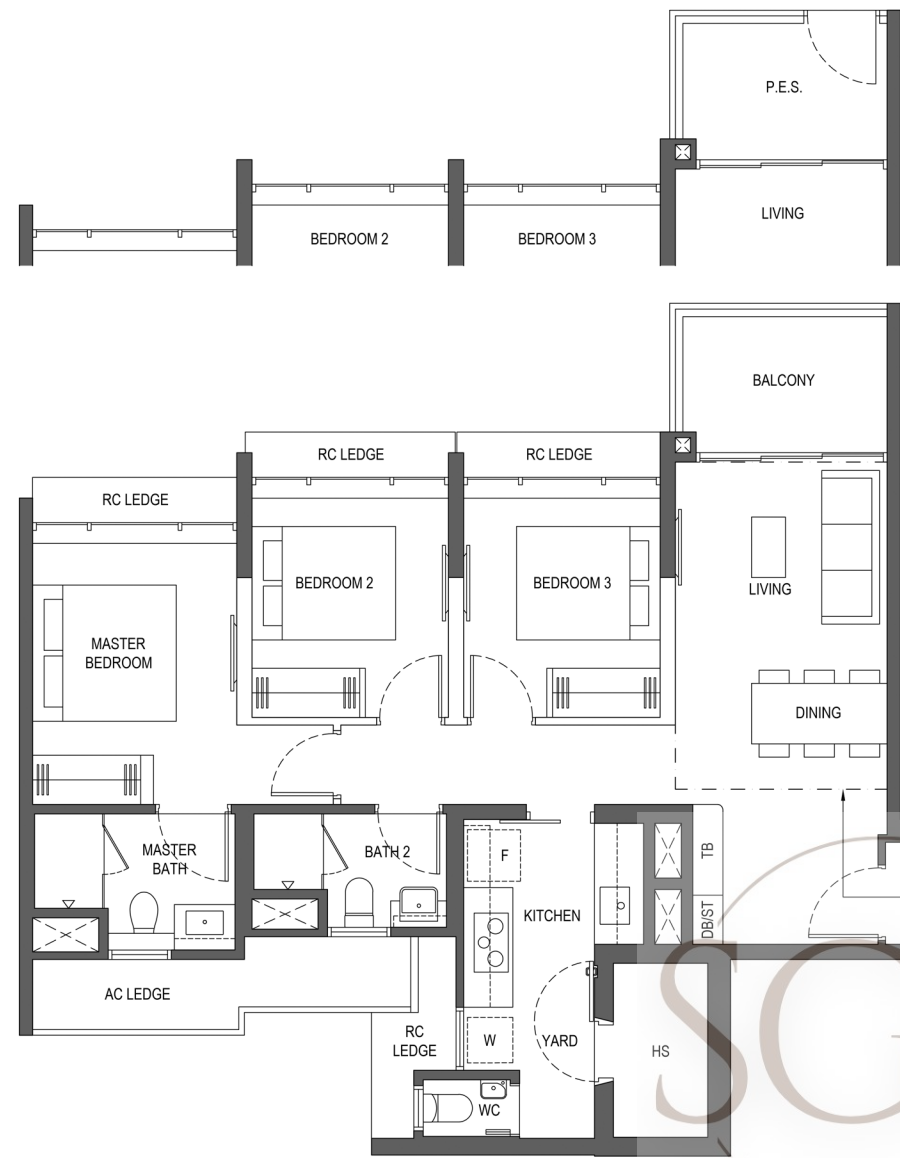 P.E.S.
LIVING
BEDROOM 2
BEDROOM 3
BALCONY
RC LEDGE
RC LEDGE
RC LEDGE
BEDROOM 2
BEDROOM 3
LIVING
MASTER
BEDROOM
DINING
MASTER
BATH
BATH 2
F
TB
KITCHEN
DB/ST
AC LEDGE
RC
LEDGE
W
YARD
HS
WC
SG